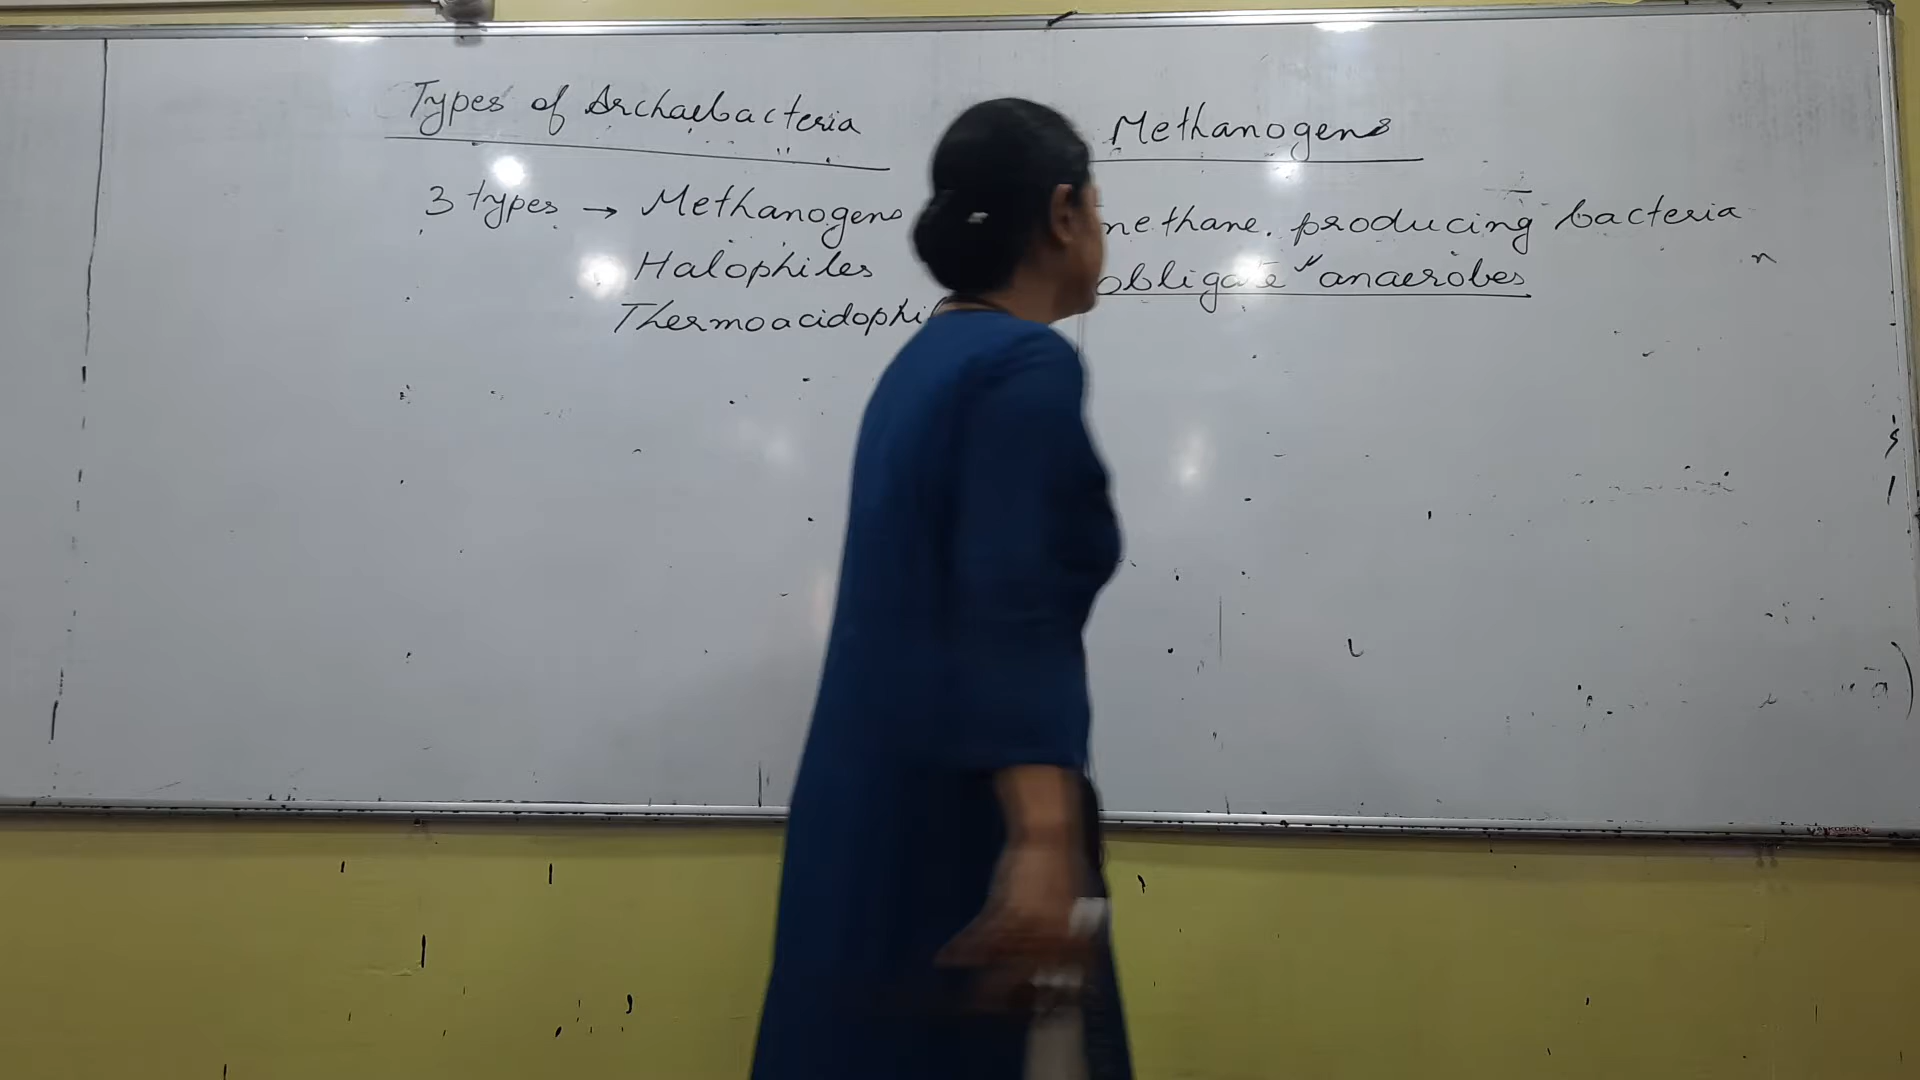 Types of Archaebacteria
3 types → Methanogens
Halophiles
Methanogens
methane producing bacteria
obligate anaerobes